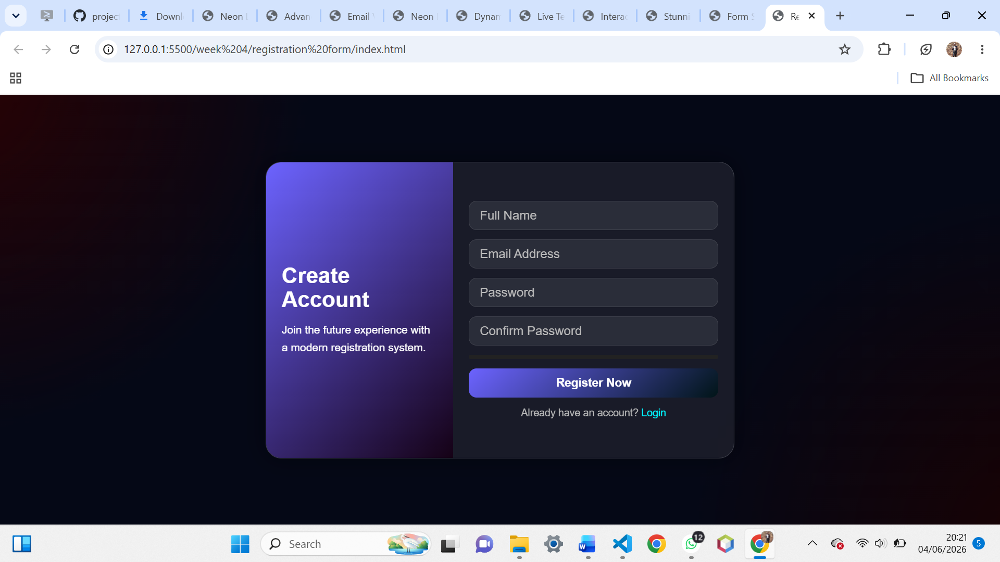 projec
Downl
Neon
Advan
Email
Neon
Dynam
Live Te
Interac
Stunni
Form
Re
127.0.0.1:5500/week%204/registration%20form/index.html
All Bookmarks
Create
Account
Join the future experience with
a modern registration system.
Full Name
Email Address
Password
Confirm Password
Register Now
Already have an account? Login
Search
12
20:21
04/06/2026
5